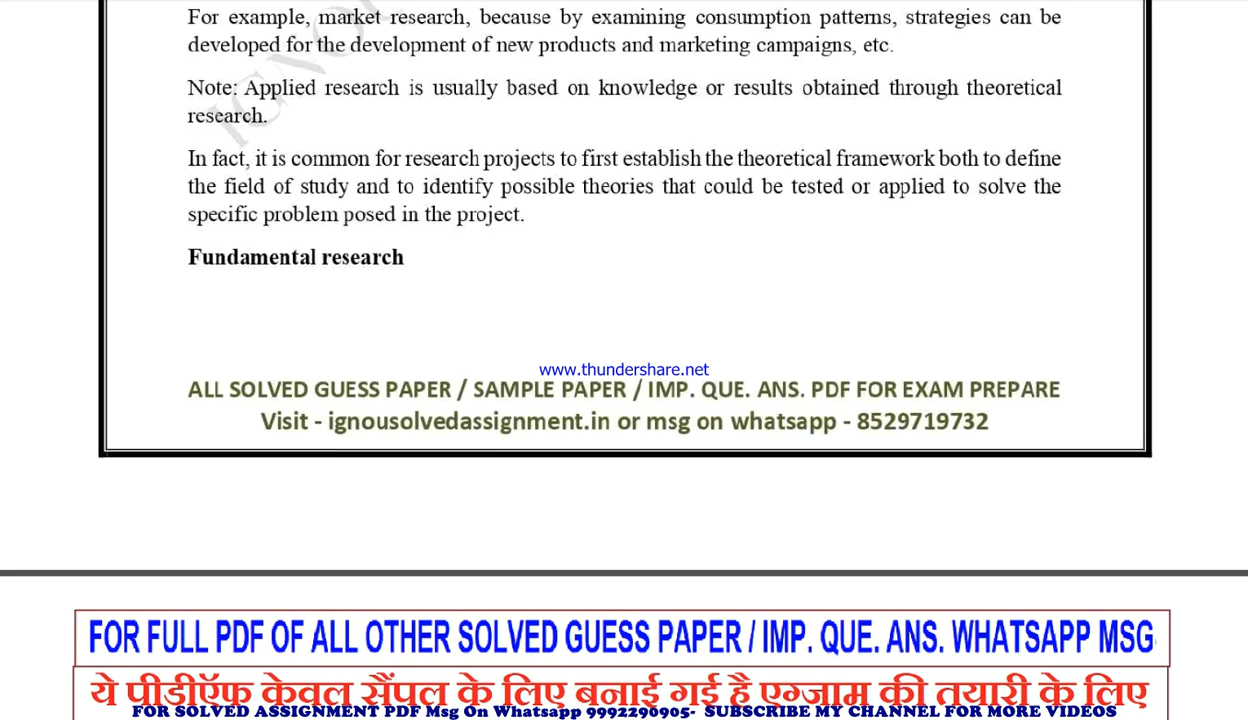 For example, market research, because by examining consumption patterns, strategies can be
developed for the development of new products and marketing campaigns, etc.
Note: Applied research is usually based on knowledge or results obtained through theoretical
research.
In fact, it is common for research projects to first establish the theoretical framework both to define
the field of study and to identify possible theories that could be tested or applied to solve the
specific problem posed in the project.
Fundamental research
www.thundershare.net
ALL SOLVED GUESS PAPER / SAMPLE PAPER / IMP. QUE. ANS. PDF FOR EXAM PREPARE
Visit - ignousolvedassignment.in or msg on whatsapp - 8529719732
FOR FULL PDF OF ALL OTHER SOLVED GUESS PAPER / IMP. QUE. ANS. WHATSAPP MSG
ये पीडीऍफ़ केवल सैंपल के लिए बनाई गई है एग्जाम की तयारी के लिए
FOR SOLVED ASSIGNMENT PDF Msg On Whatsapp 9992290905- SUBSCRIBE MY CHANNEL FOR MORE VIDEOS